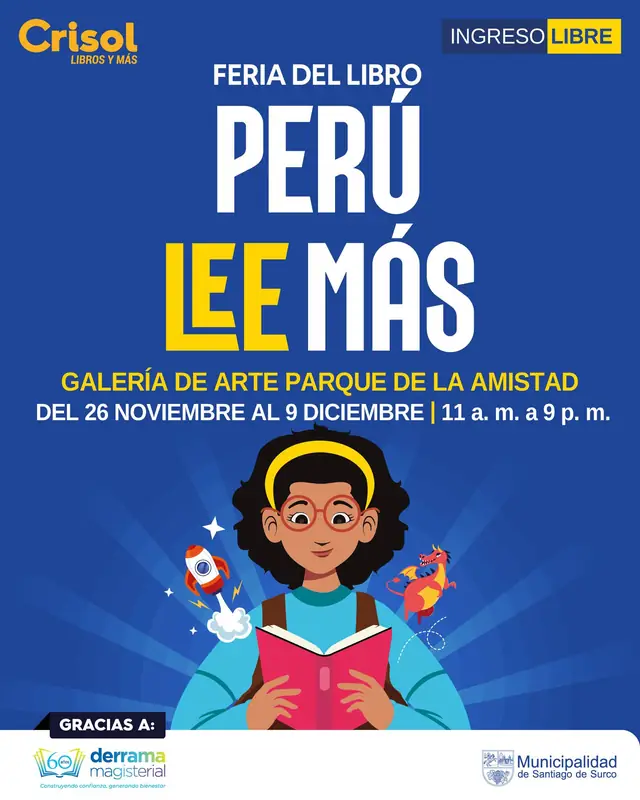 Crisol
LIBROS Y MÁS
INGRESO LIBRE
FERIA DEL LIBRO
PERÚ
LEE MÁS
GALERÍA DE ARTE PARQUE DE LA AMISTAD
DEL 26 NOVIEMBRE AL 9 DICIEMBRE | 11 a. m. a 9 p. m.
GRACIAS A:
60 años
derrama
magisterial
Construyendo confianza, generando bienestar
Municipalidad
de Santiago de Surco